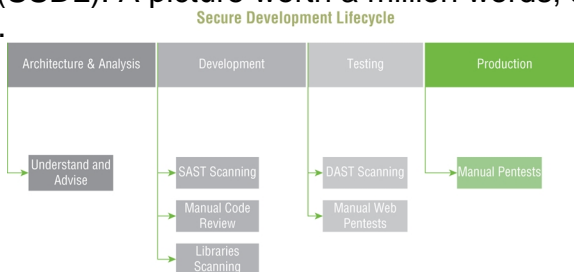 (CSDL). A picture worth a million words,
.
Secure Development Lifecycle
Architecture & Analysis
Development
Testing
Production
Understand and
Advise
SAST Scanning
DAST Scanning
Manual Pentests
Manual Code
Review
Manual Web
Pentests
Libraries
Scanning